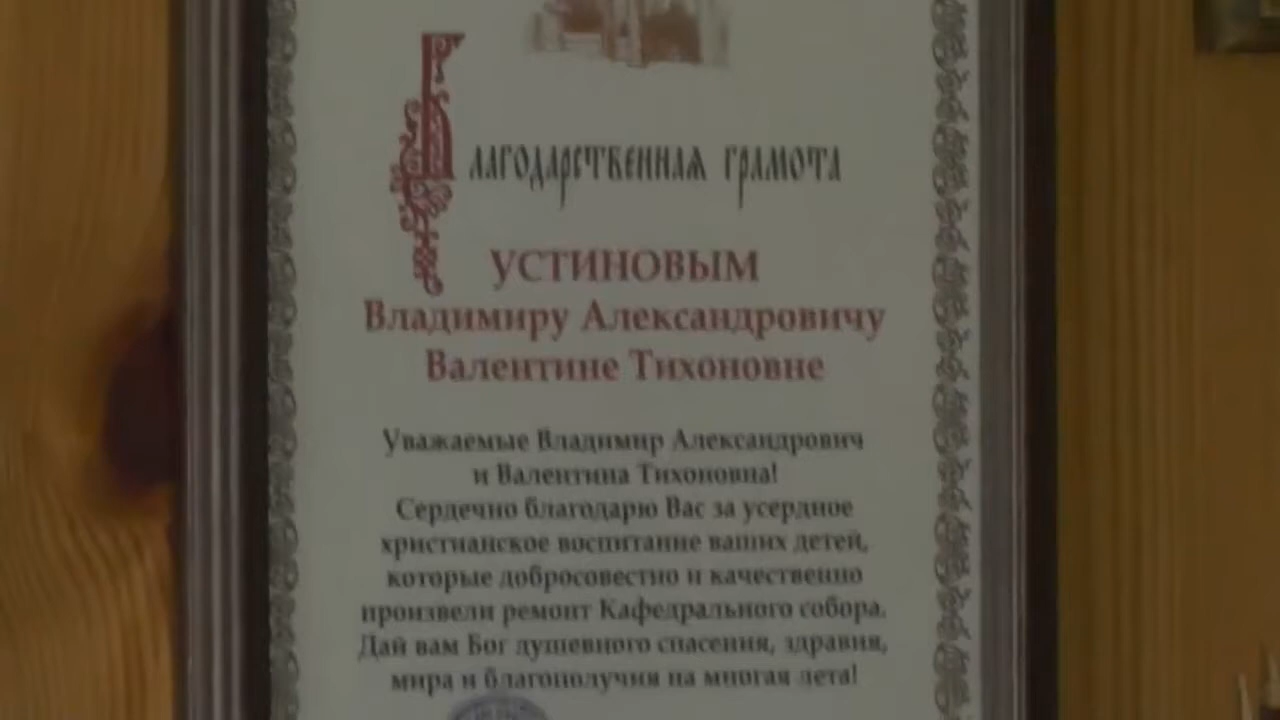 Благодарственная грамота
УСТИНОВЫМ
Владимиру Александровичу
Валентине Тихоновне
Уважаемые Владимир Александрович
и Валентина Тихоновна!
Сердечно благодарю Вас за усердное
христианское воспитание ваших детей,
которые добросовестно и качественно
произвели ремонт Кафедрального собора.
Дай вам Бог душевного спасения, здравия,
мира и благополучия на многая лета!